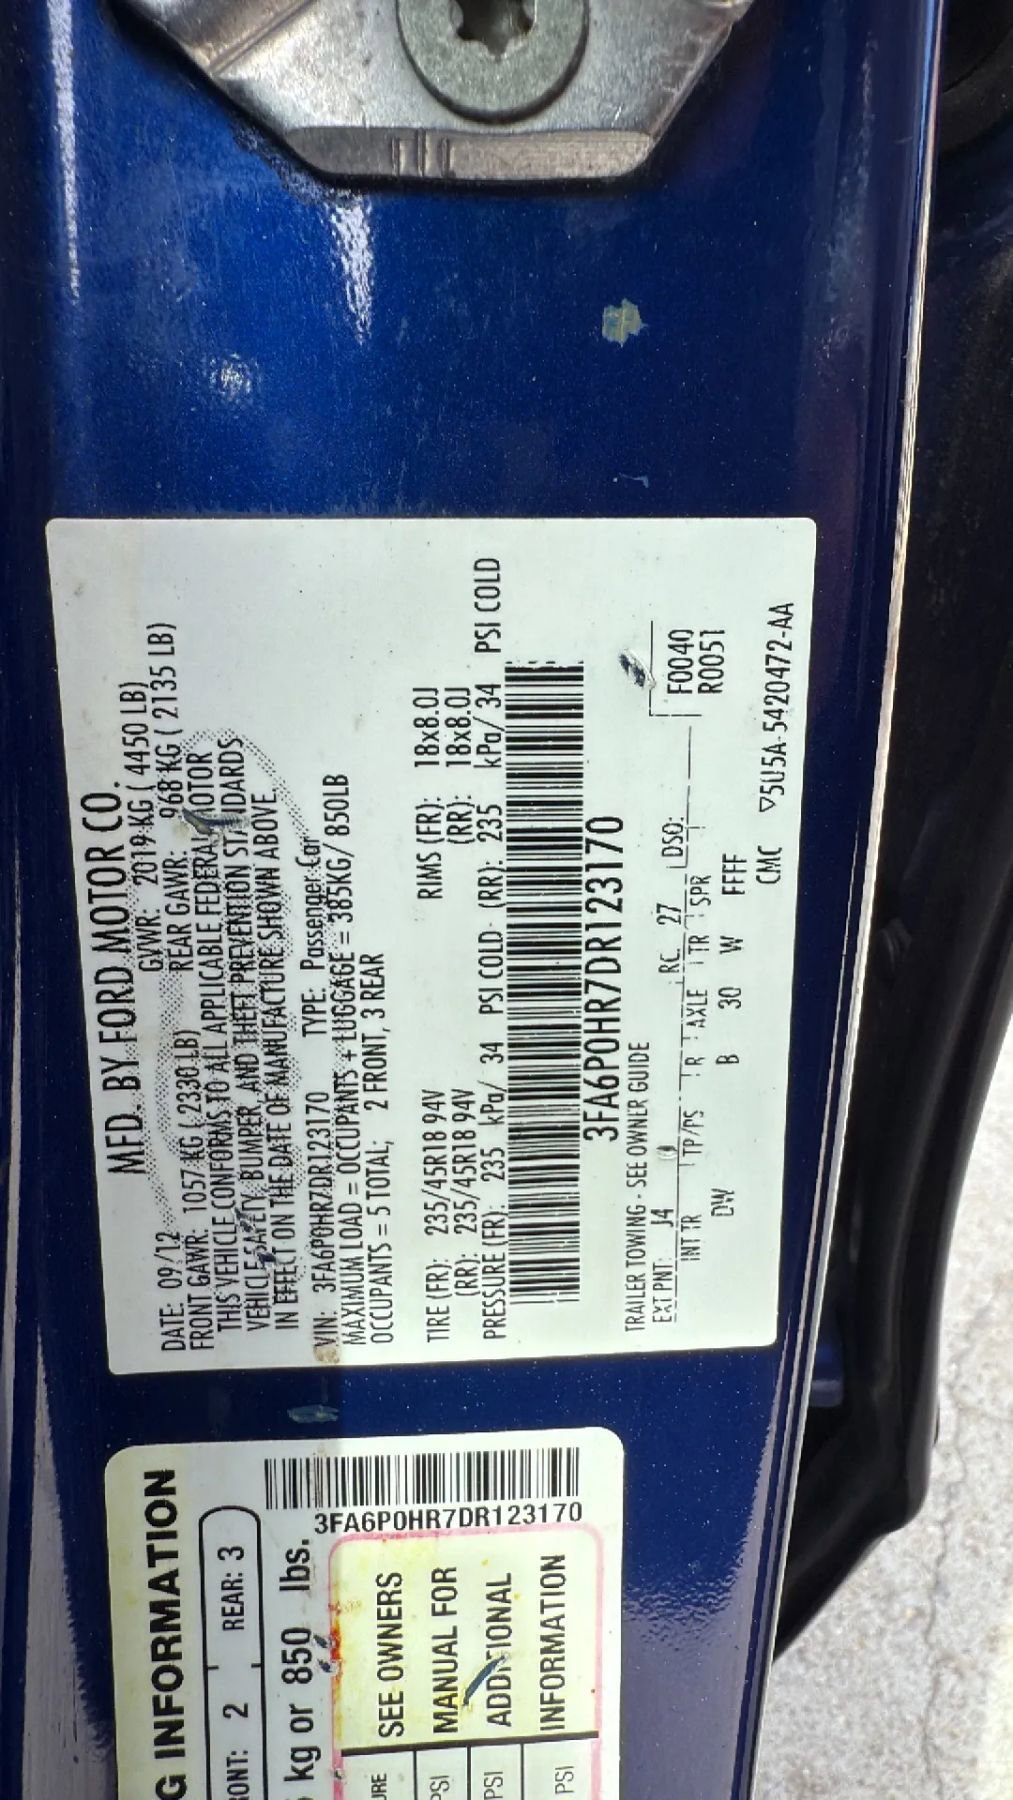 MFD. BY FORD MOTOR CO.
DATE: 09/12 GVWR: 2019 KG ( 4450 LB)
FRONT GAWR: 1057 KG ( 2330 LB) REAR GAWR: 968 KG ( 2135 LB)
THIS VEHICLE CONFORMS TO ALL APPLICABLE FEDERAL MOTOR
VEHICLE SAFETY BUMPER, AND THEFT PREVENTION STANDARDS
IN EFFECT ON THE DATE OF MANUFACTURE SHOWN ABOVE.
VIN: 3FA6P0HR7DR123170 TYPE: Passenger Car
MAXIMUM LOAD = OCCUPANTS + LUGGAGE = 385KG/ 850LB
OCCUPANTS = 5 TOTAL; 2 FRONT, 3 REAR
TIRE (FR): 235/45R18 94V RIMS (FR): 18x8.0J
(RR): 235/45R18 94V (RR): 18x8.0J
PRESSURE (FR): 235 kPa/ 34 PSI COLD (RR): 235 kPa/ 34 PSI COLD
3FA6P0HR7DR123170
TRAILER TOWING - SEE OWNER GUIDE
F0040
EXT PNT: J4 RC: 27 DSO: R0051
INT TR TP/PS R AXLE TR SPR
DW B 30 W FFFF
CMC ▽5U5A-5420472-AA
G INFORMATION
RONT: 2 REAR: 3
kg or 850 lbs.
3FA6P0HR7DR123170
SEE OWNERS
MANUAL FOR
ADDITIONAL
INFORMATION
URE
PSI
PSI
PSI